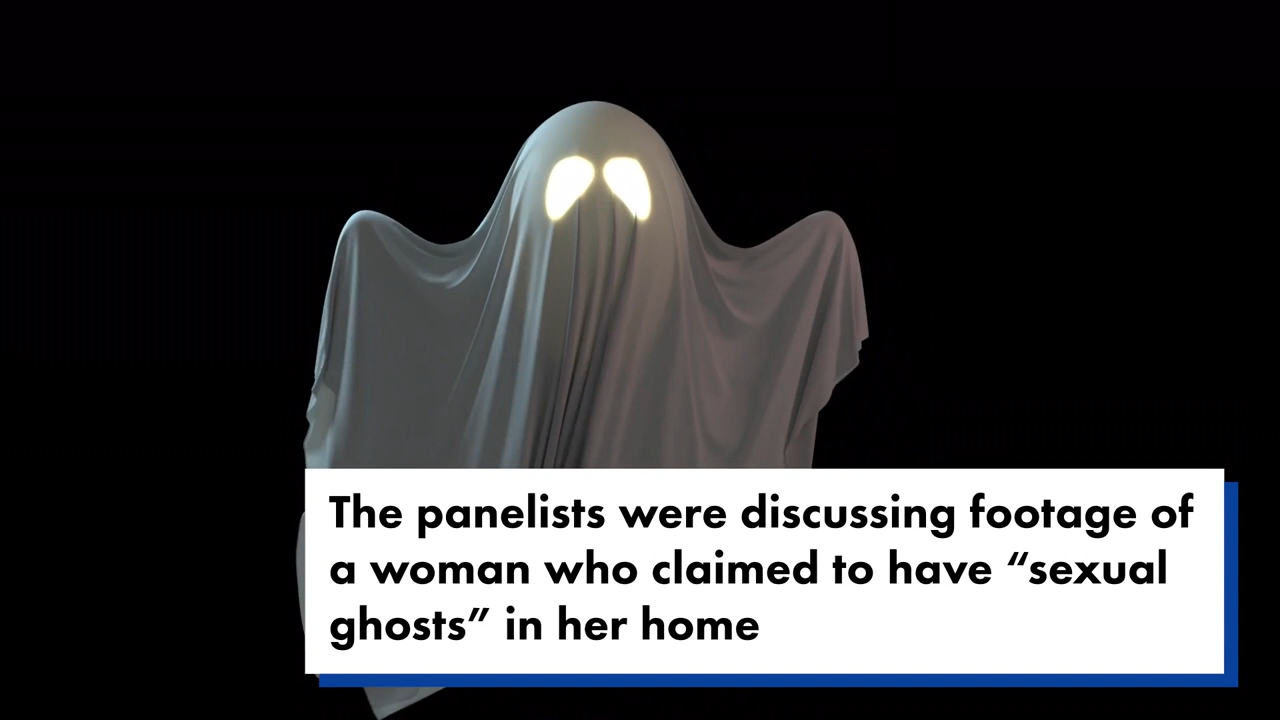 The panelists were discussing footage of
a woman who claimed to have “sexual
ghosts” in her home